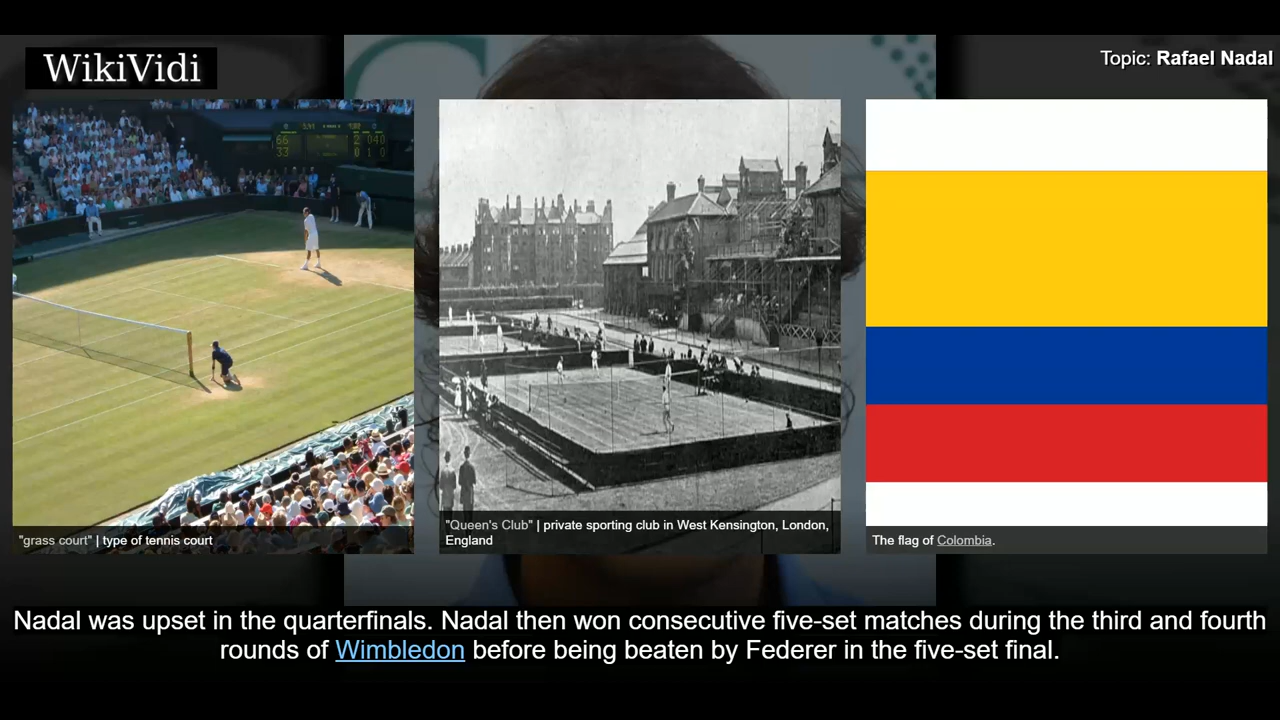 WikiVidi
Topic: Rafael Nadal
66
33
"grass court" | type of tennis court
"Queen's Club" | private sporting club in West Kensington, London,
England
The flag of Colombia.
Nadal was upset in the quarterfinals. Nadal then won consecutive five-set matches during the third and fourth
rounds of Wimbledon before being beaten by Federer in the five-set final.